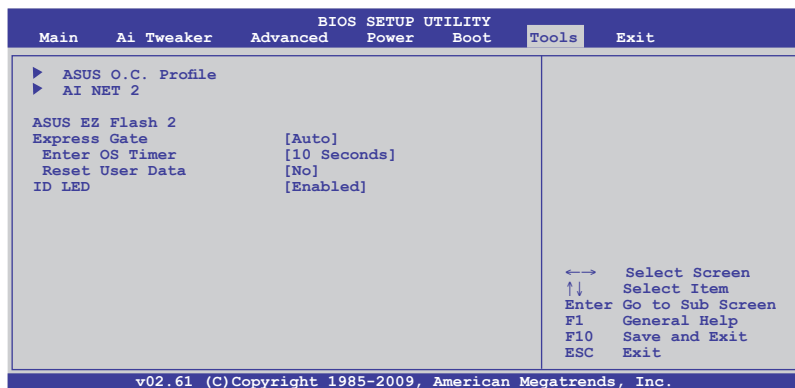 BIOS SETUP UTILITY
Main Ai Tweaker Advanced Power Boot Tools Exit
ASUS O.C. Profile
AI NET 2
ASUS EZ Flash 2
Express Gate [Auto]
Enter OS Timer [10 Seconds]
Reset User Data [No]
ID LED [Enabled]
←→ Select Screen
↑↓ Select Item
Enter Go to Sub Screen
F1 General Help
F10 Save and Exit
ESC Exit
v02.61 (C)Copyright 1985-2009, American Megatrends, Inc.